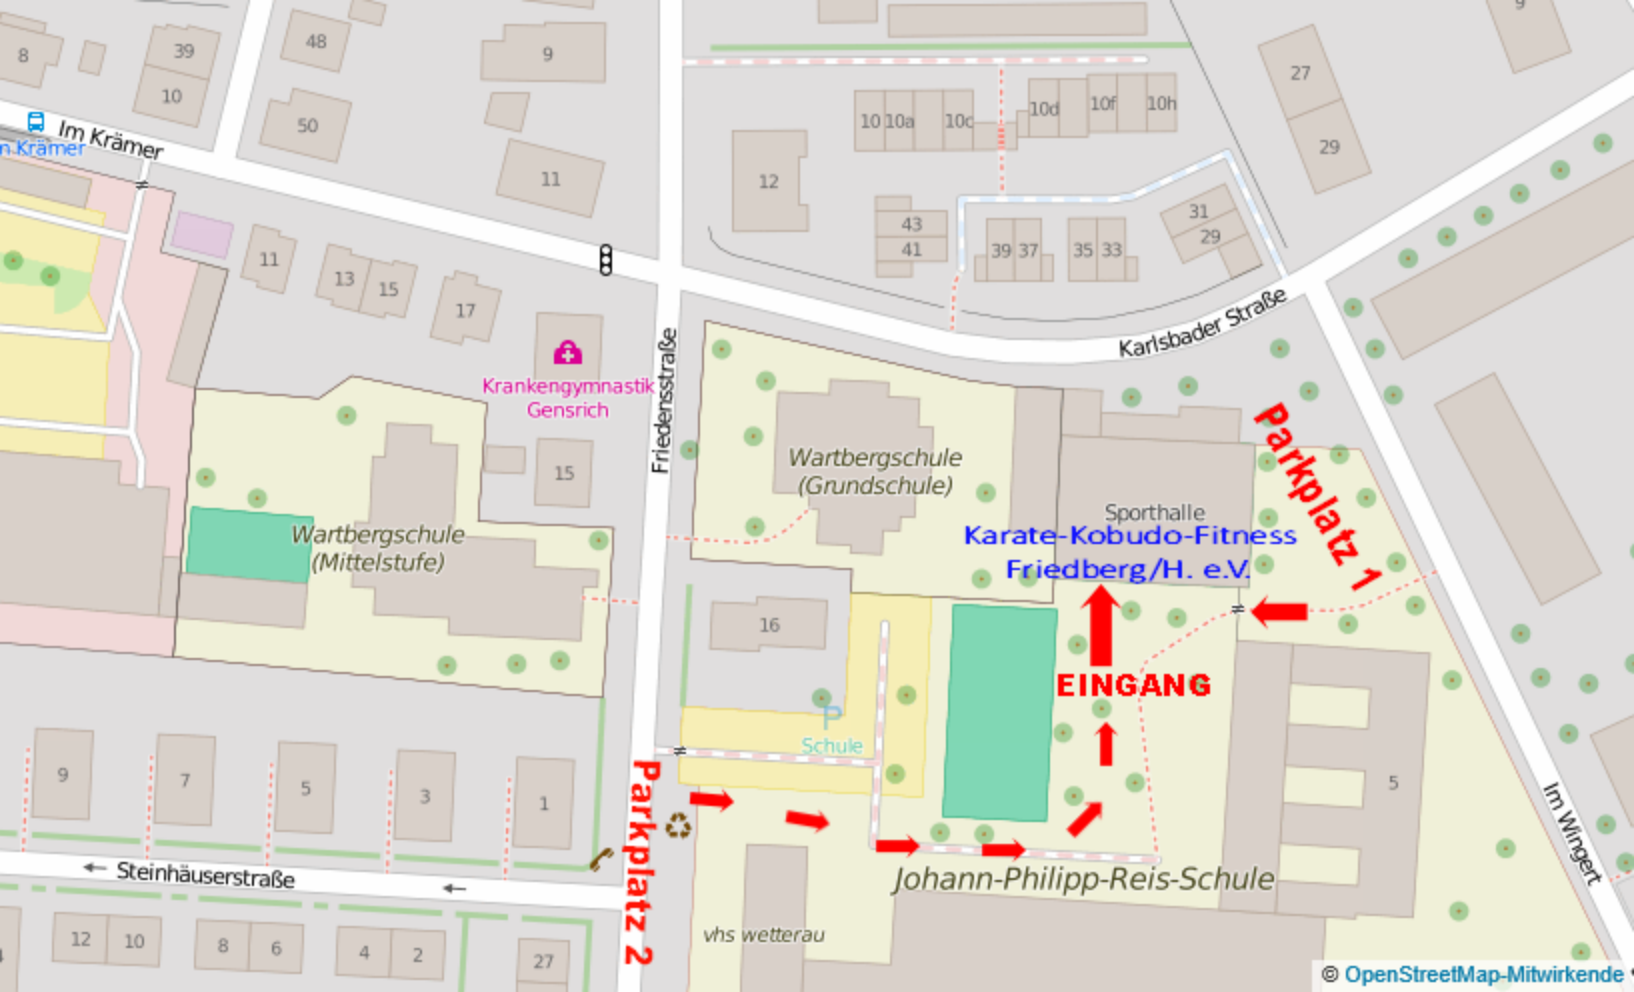 8
39
10
48
50
9
11
Im Krämer
n Krämer
12
10
10a
10c
10d
10f
10h
27
29
9
43
41
39
37
35
33
31
29
11
13
15
17
Krankengymnastik
Gensrich
15
Friedensstraße
Karlsbader Straße
Wartbergschule
(Grundschule)
Wartbergschule
(Mittelstufe)
Sporthalle
Karate-Kobudo-Fitness
Friedberg/H. e.V.
Parkplatz 1
EINGANG
16
P
Schule
5
Im Wingert
9
7
5
3
1
Parkplatz 2
Steinhäuserstraße
Johann-Philipp-Reis-Schule
vhs wetterau
12
10
8
6
4
2
27
© OpenStreetMap-Mitwirkende